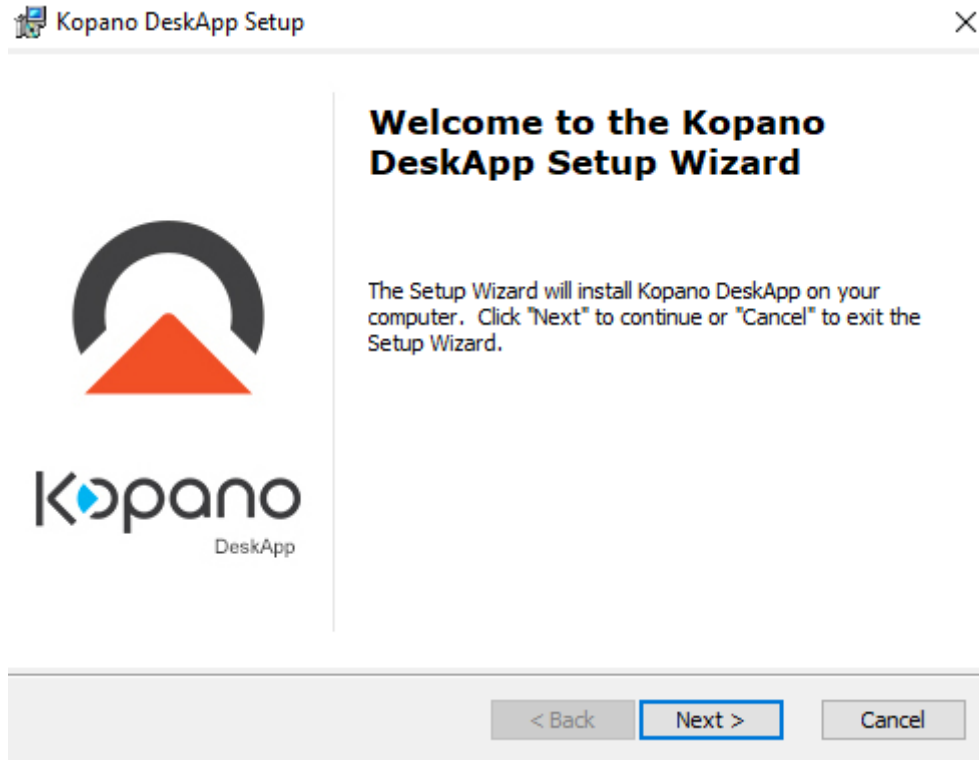 Kopano DeskApp Setup
Welcome to the Kopano
DeskApp Setup Wizard
The Setup Wizard will install Kopano DeskApp on your
computer.  Click "Next" to continue or "Cancel" to exit the
Setup Wizard.
Kopano
DeskApp
< Back
Next >
Cancel